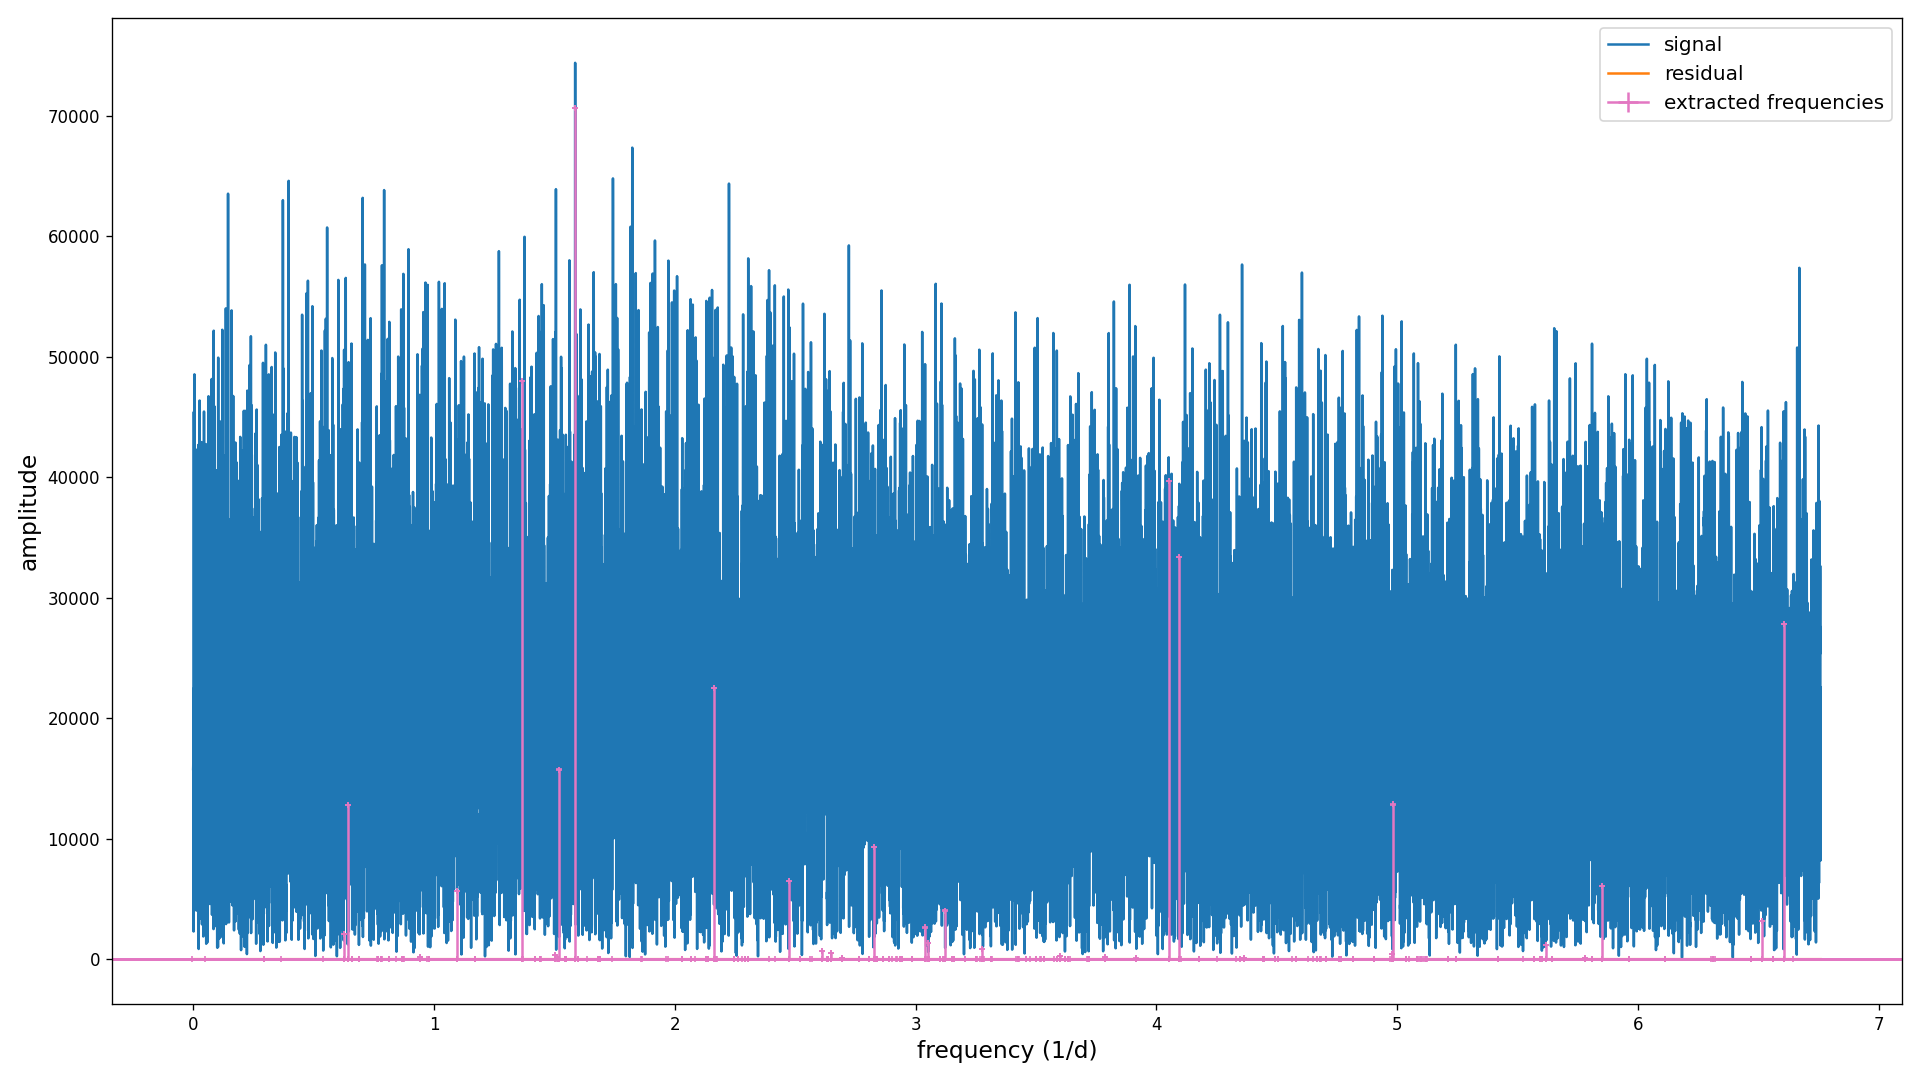 signal
residual
extracted frequencies
amplitude
70000
60000
50000
40000
30000
20000
10000
0
0 1 2 3 4 5 6 7
frequency (1/d)